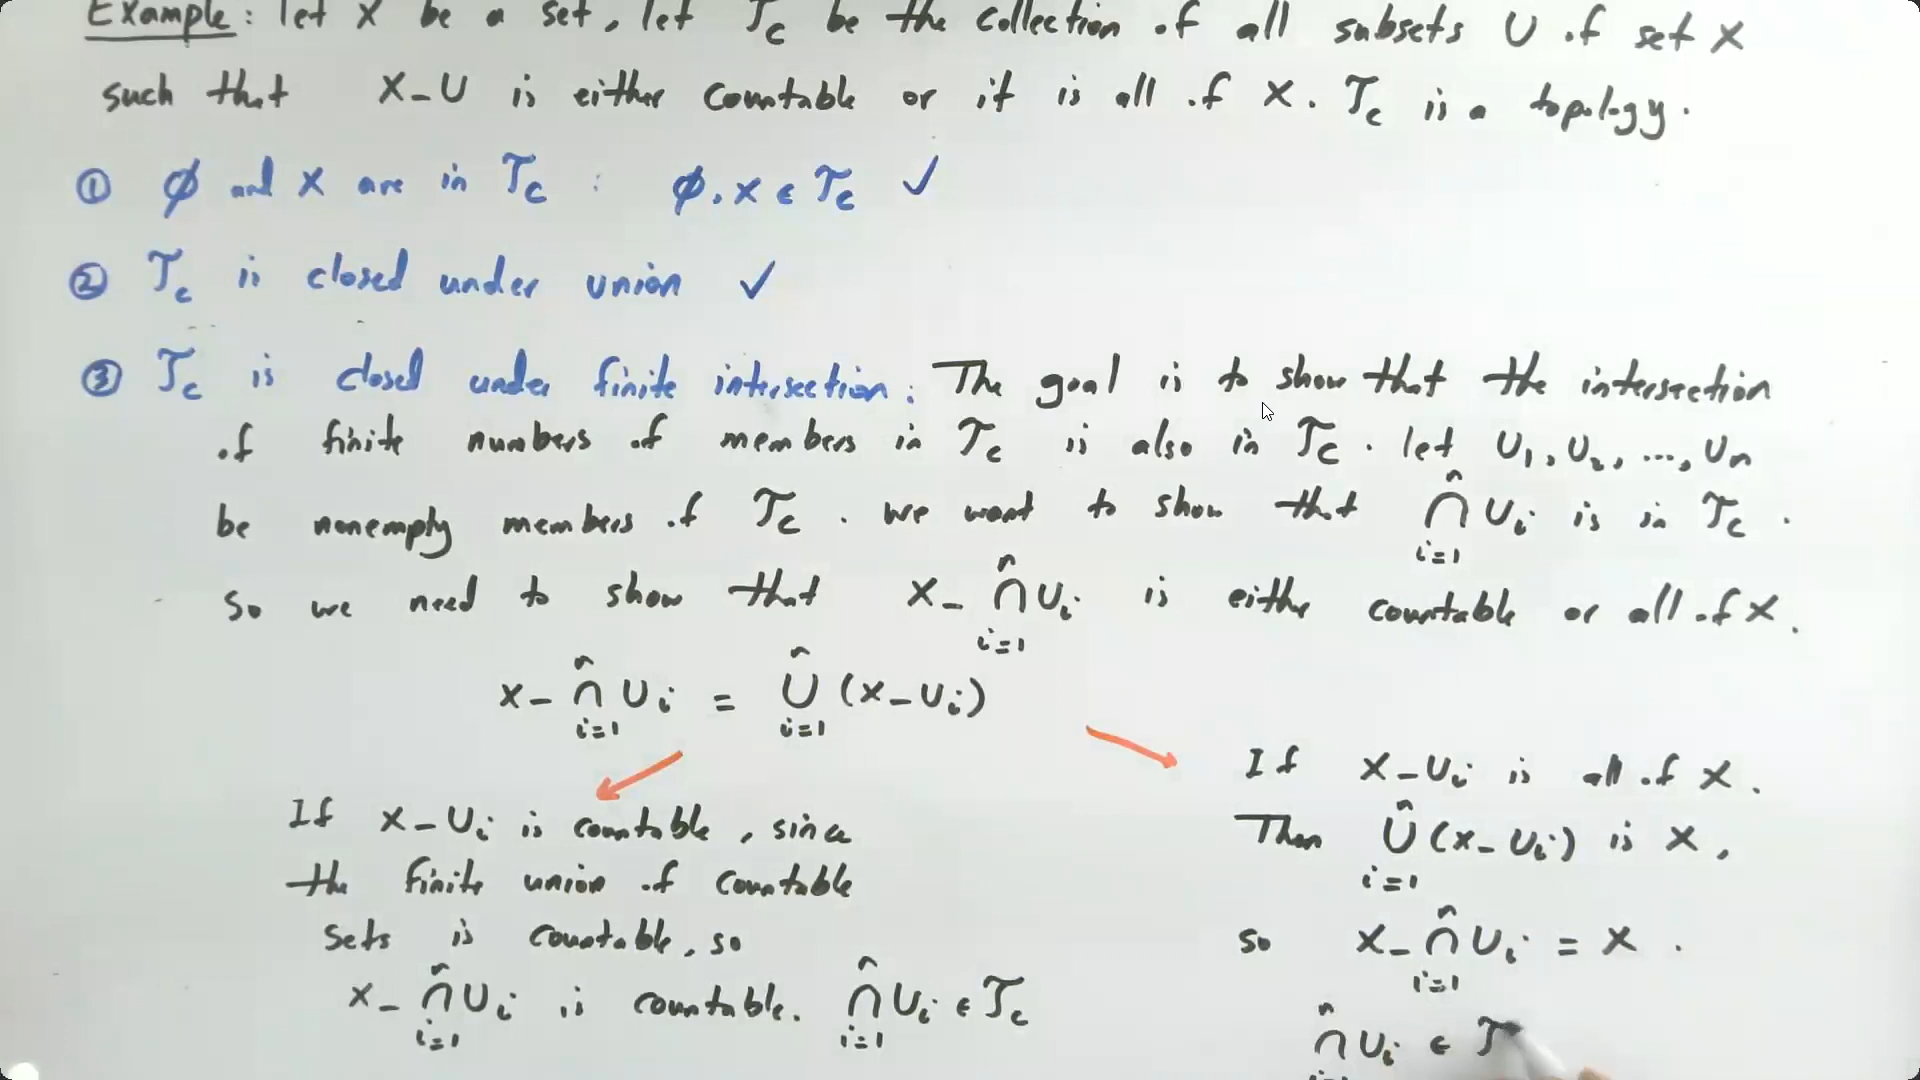 Example: let X be a set, let T_c be the collection of all subsets U of set X
such that X-U is either countable or it is all of X. T_c is a topology.
① ∅ and X are in T_c : ∅, X ∈ T_c ✓
② T_c is closed under union ✓
③ T_c is closed under finite intersection: The goal is to show that the intersection
of finite numbers of members in T_c is also in T_c. let U_1, U_2, ..., U_n
be nonempty members of T_c. we want to show that ⋂_{i=1}^{n} U_i is in T_c.
so we need to show that X - ⋂_{i=1}^{n} U_i is either countable or all of X.
X - ⋂_{i=1}^{n} U_i = ⋃_{i=1}^{n} (X-U_i)
If X-U_i is countable, since
the finite union of countable
sets is countable, so
X - ⋂_{i=1}^{n} U_i is countable. ⋂_{i=1}^{n} U_i ∈ T_c
If X-U_i is all of X.
Then ⋃_{i=1}^{n} (X-U_i) is X,
so X - ⋂_{i=1}^{n} U_i = X.
⋂_{i=1}^{n} U_i ∈ T